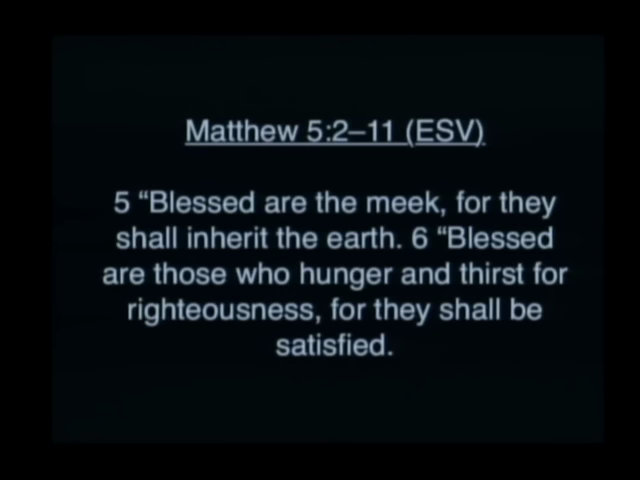 Matthew 5:2–11 (ESV)
5 “Blessed are the meek, for they
shall inherit the earth. 6 “Blessed
are those who hunger and thirst for
righteousness, for they shall be
satisfied.